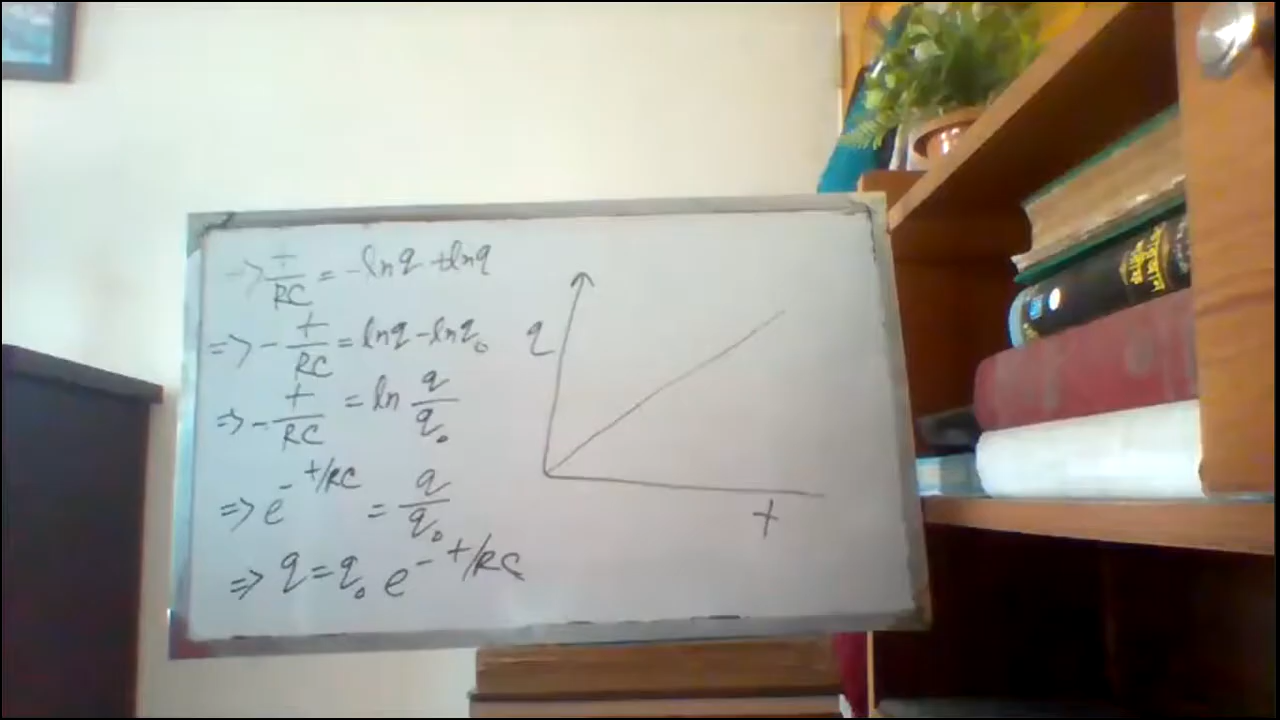 -> t/RC = -ln q + ln q
=> - t/RC = ln q - ln q₀
=> - t/RC = ln q/q₀
=> e^(-t/RC) = q/q₀
=> q = q₀ e^(-t/RC)
q
t